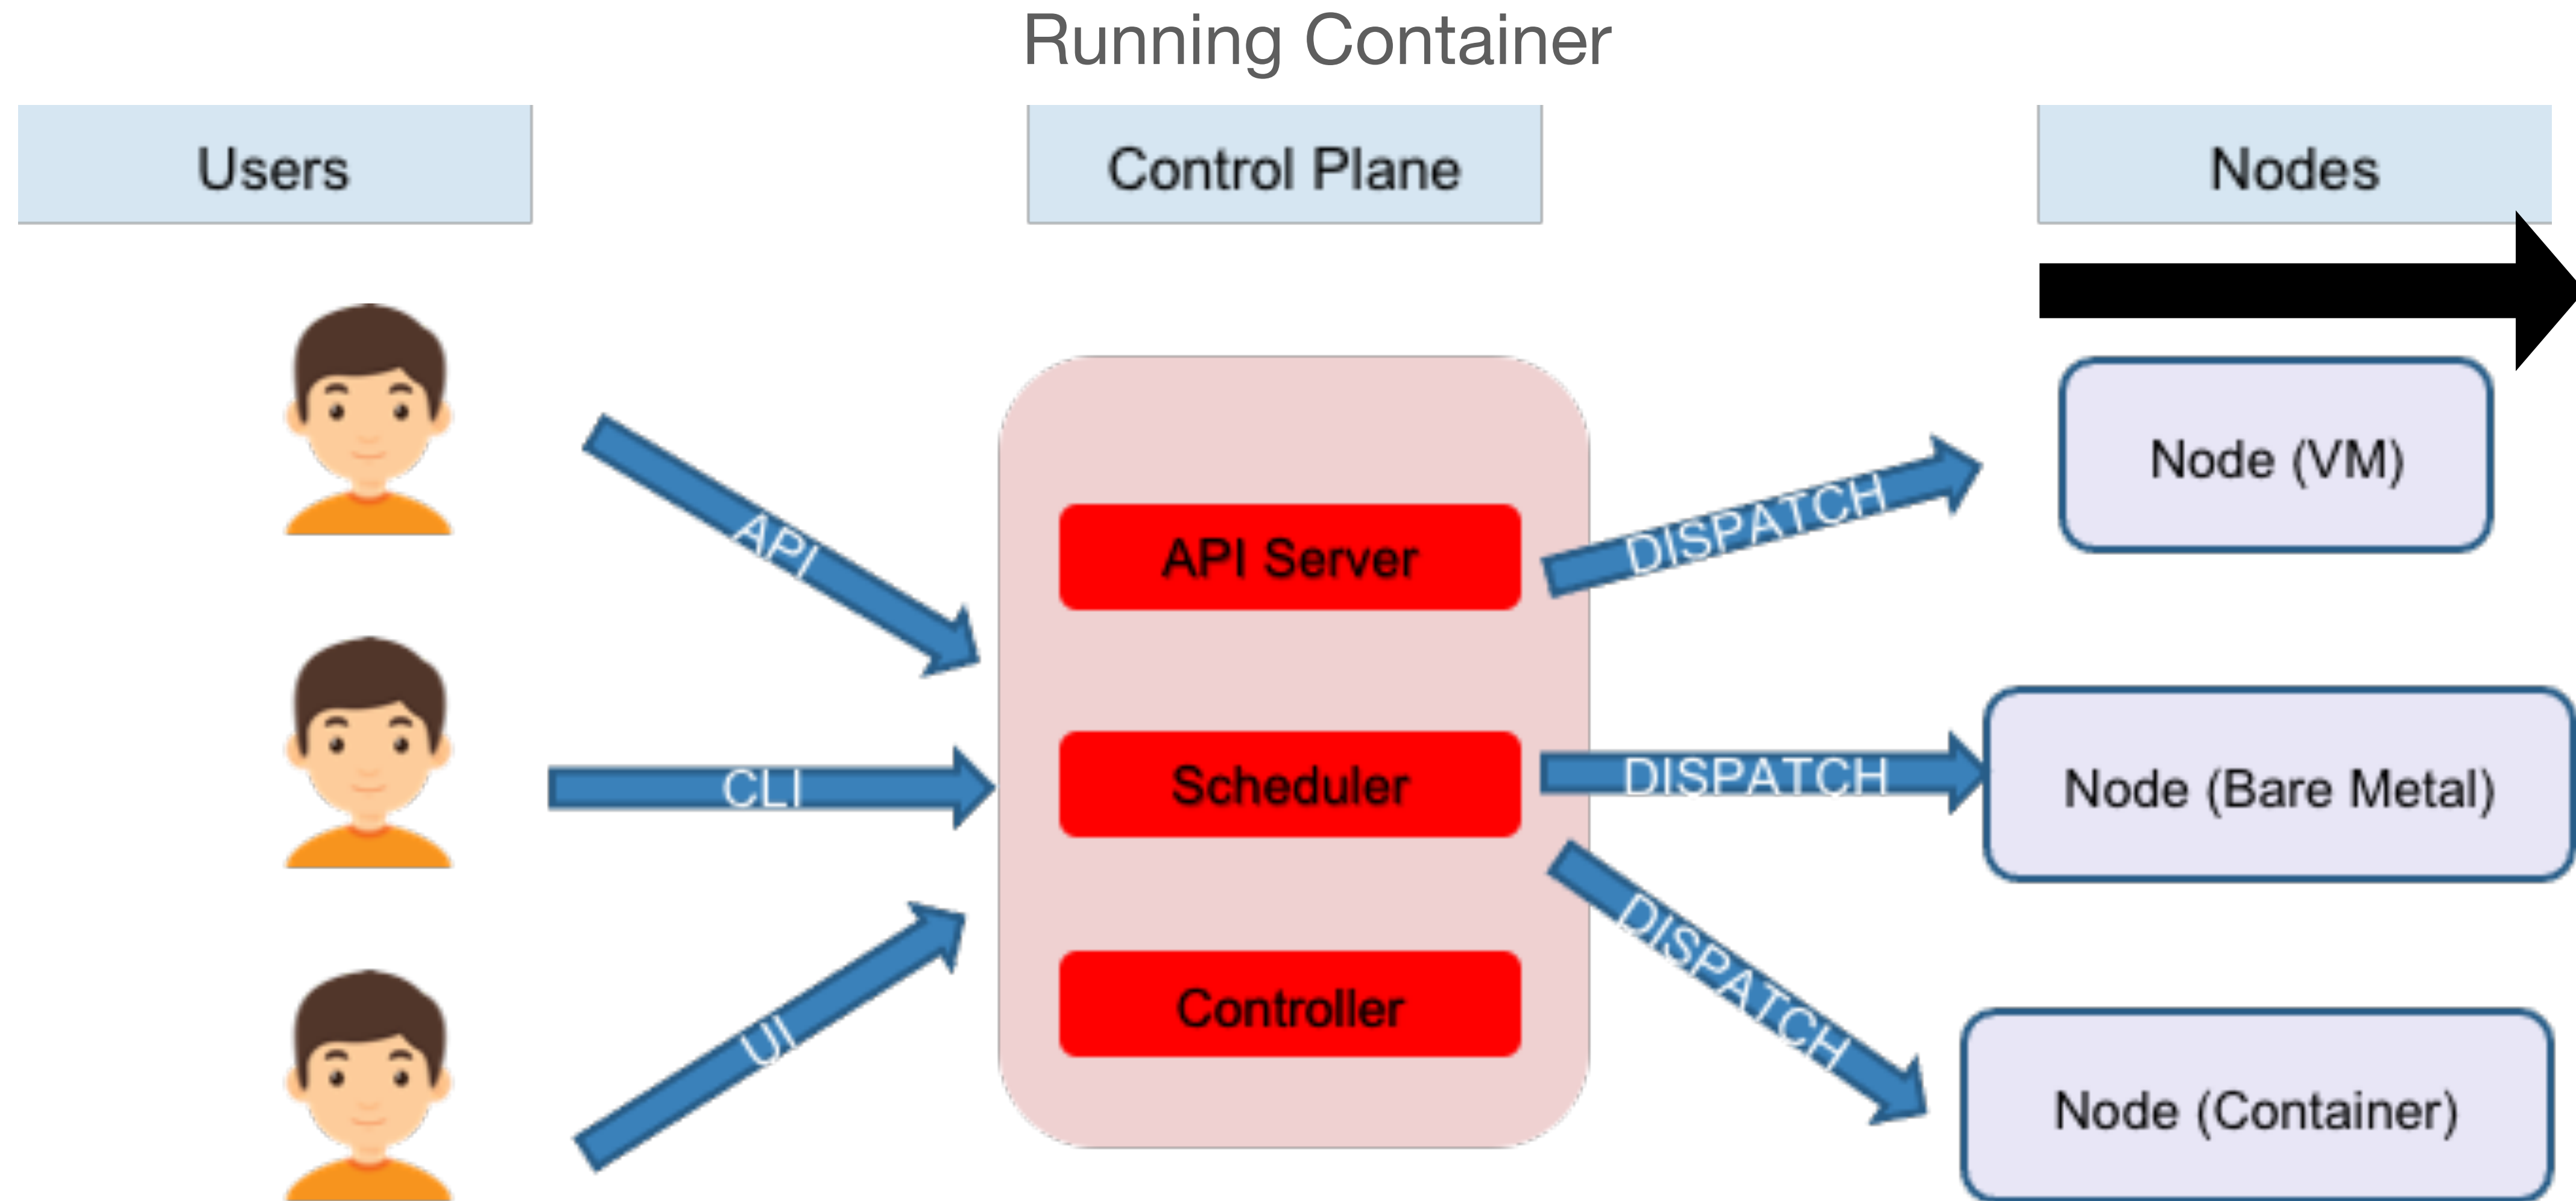 Running Container
Users
Control Plane
Nodes
API
API Server
DISPATCH
Node (VM)
CLI
Scheduler
DISPATCH
Node (Bare Metal)
UI
Controller
DISPATCH
Node (Container)